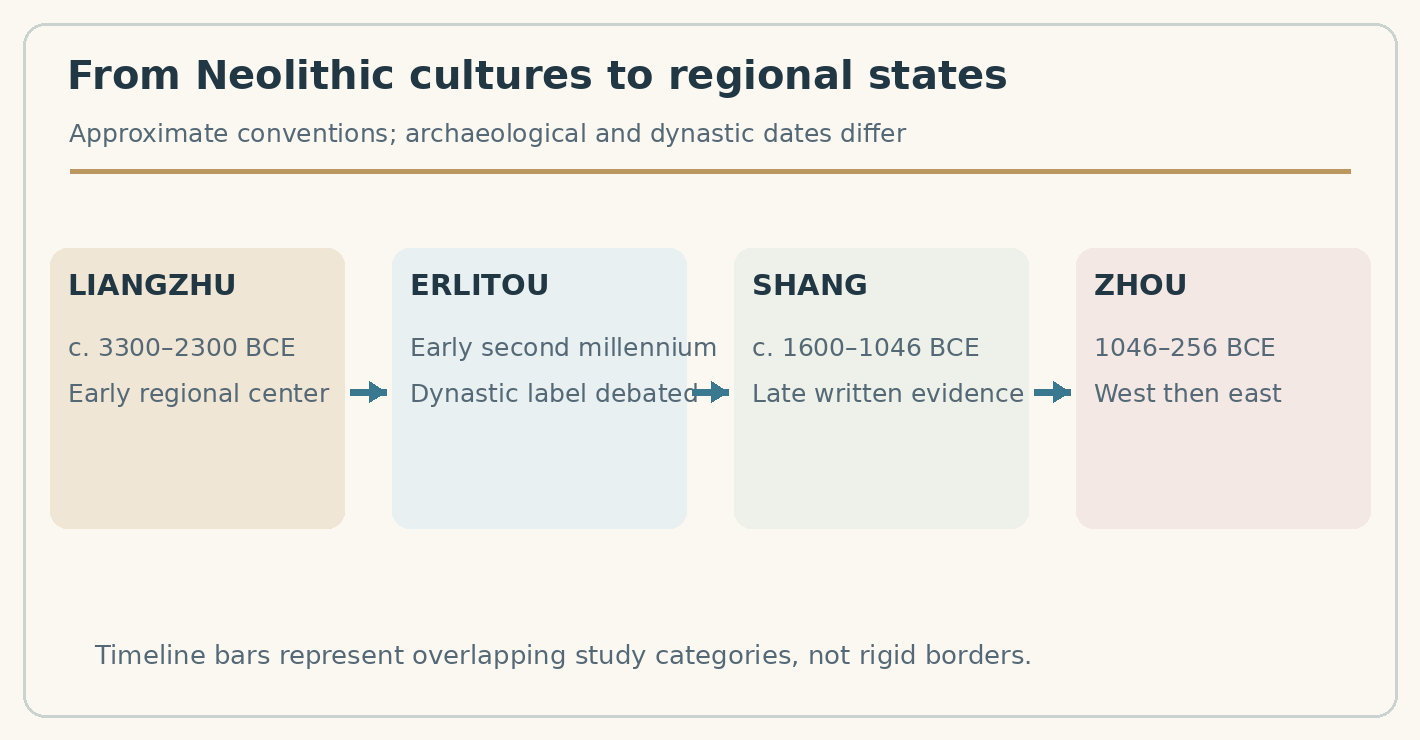 From Neolithic cultures to regional states
Approximate conventions; archaeological and dynastic dates differ
LIANGZHU
c. 3300–2300 BCE
Early regional center
ERLITOU
Early second millennium
Dynastic label debated
SHANG
c. 1600–1046 BCE
Late written evidence
ZHOU
1046–256 BCE
West then east
Timeline bars represent overlapping study categories, not rigid borders.